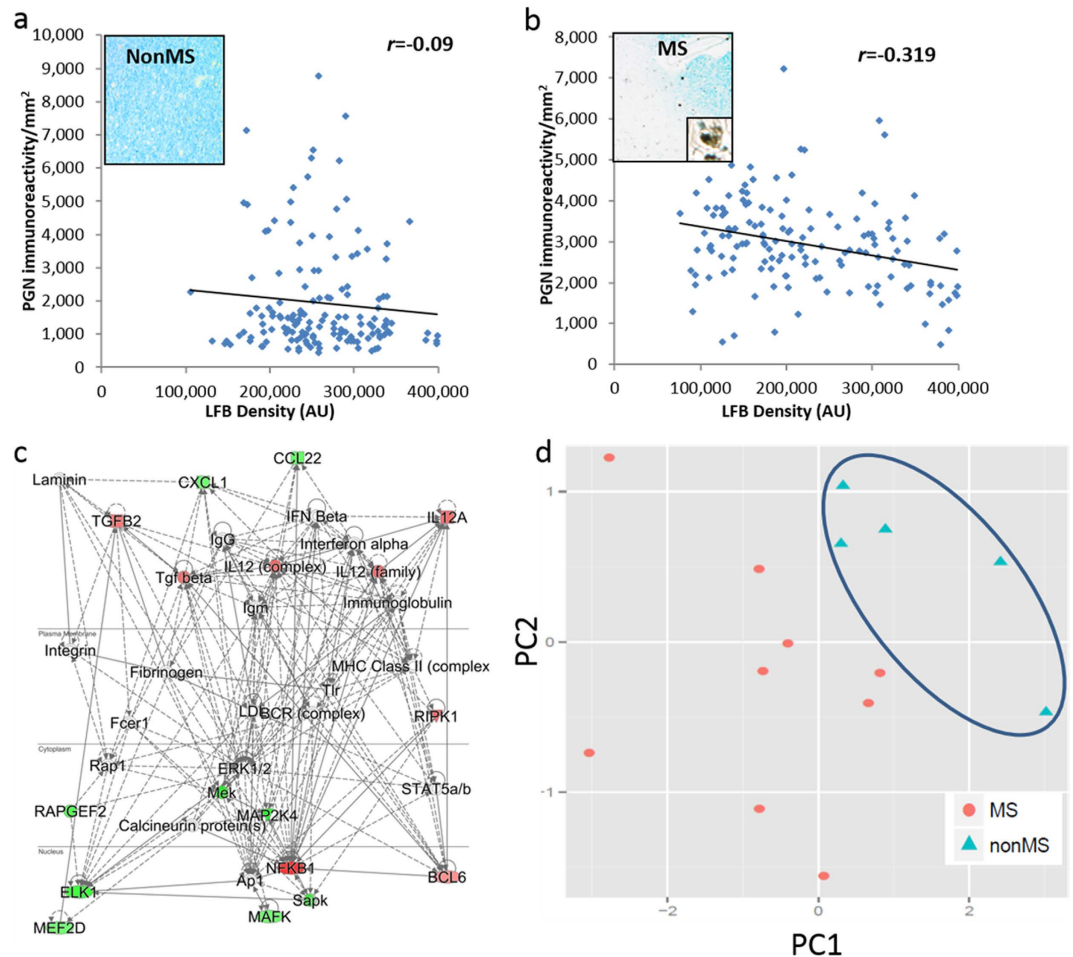 a
NonMS
r=-0.09
10,000
9,000
8,000
7,000
6,000
5,000
4,000
3,000
2,000
1,000
0
PGN immunoreactivity/mm2
0
100,000
200,000
300,000
400,000
LFB Density (AU)
b
MS
r=-0.319
8,000
7,000
6,000
5,000
4,000
3,000
2,000
1,000
0
PGN immunoreactivity/mm2
0
100,000
200,000
300,000
400,000
LFB Density (AU)
c
CCL22
Laminin
CXCL1
TGFB2
IFN Beta
IL12A
IgG
Interferon alpha
IL12 (complex)
IL12 (family)
Tgf beta
Igm
Immunoglobulin
Plasma Membrane
Integrin
MHC Class II (complex
Fibrinogen
Tlr
LDL
BCR (complex)
RIPK1
Fcer1
Cytoplasm
Rap1
ERK1/2
STAT5a/b
Mek
RAPGEF2
MAP2K4
Calcineurin protein(s)
Nucleus
NFKB1
Ap1
BCL6
ELK1
Sapk
MAFK
MEF2D
d
1
0
-1
PC2
-2
0
2
PC1
MS
nonMS